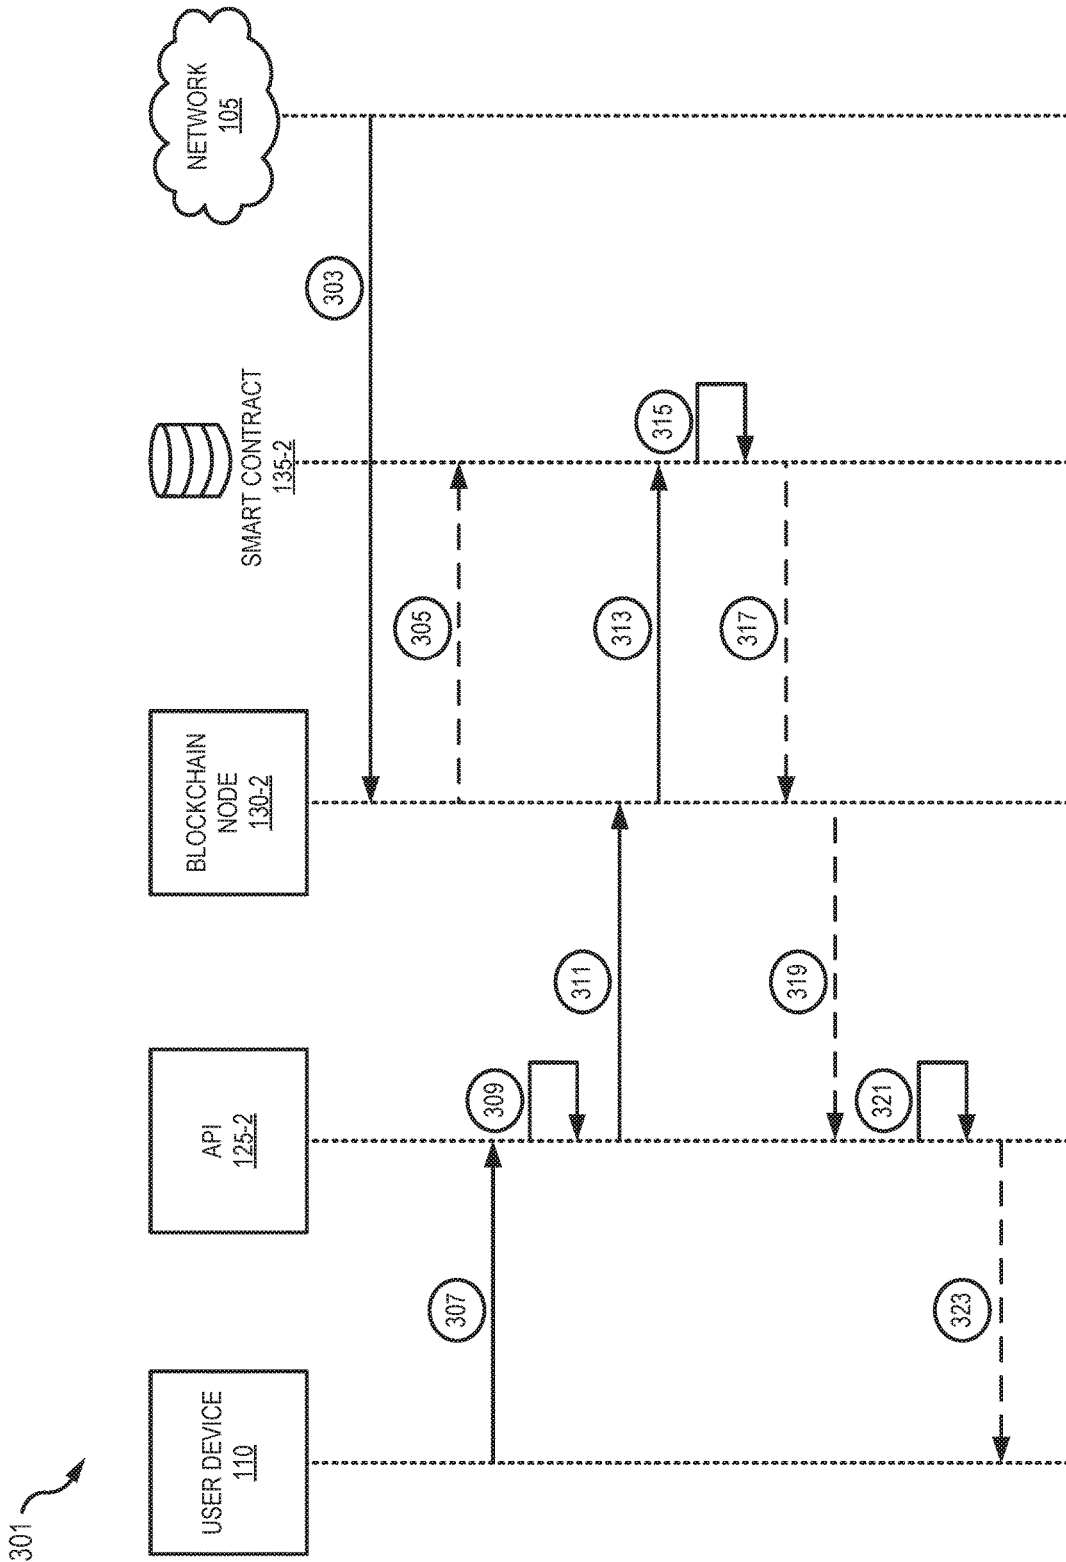 301
USER DEVICE
110
API
125-2
BLOCKCHAIN
NODE
130-2
SMART CONTRACT
135-2
NETWORK
105
303
305
307
309
311
313
315
317
319
321
323